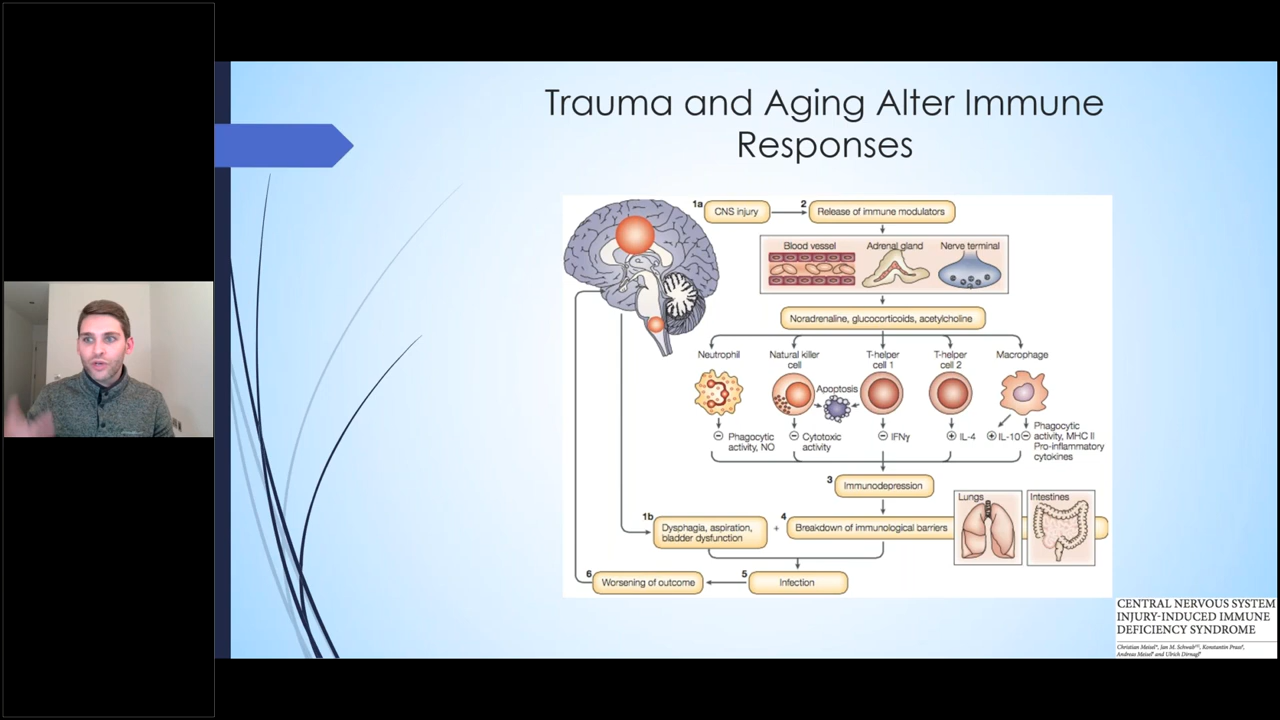 Trauma and Aging Alter Immune
Responses
1a
CNS injury
2
Release of immune modulators
Blood vessel
Adrenal gland
Nerve terminal
Noradrenaline, glucocorticoids, acetylcholine
Neutrophil
Natural killer
cell
T-helper
cell 1
T-helper
cell 2
Macrophage
Apoptosis
− Phagocytic
activity, NO
− Cytotoxic
activity
− IFNγ
+ IL-4
+ IL-10
− Phagocytic
activity, MHC II
Pro-inflammatory
cytokines
3
Immunodepression
1b
Dysphagia, aspiration,
bladder dysfunction
+
4
Breakdown of immunological barriers
Lungs
Intestines
6
Worsening of outcome
5
Infection
CENTRAL NERVOUS SYSTEM
INJURY-INDUCED IMMUNE
DEFICIENCY SYNDROME
Christian Meisel*, Jan M. Schwab, Konstantin Prass,
Andreas Meisel and Ulrich Dirnagl